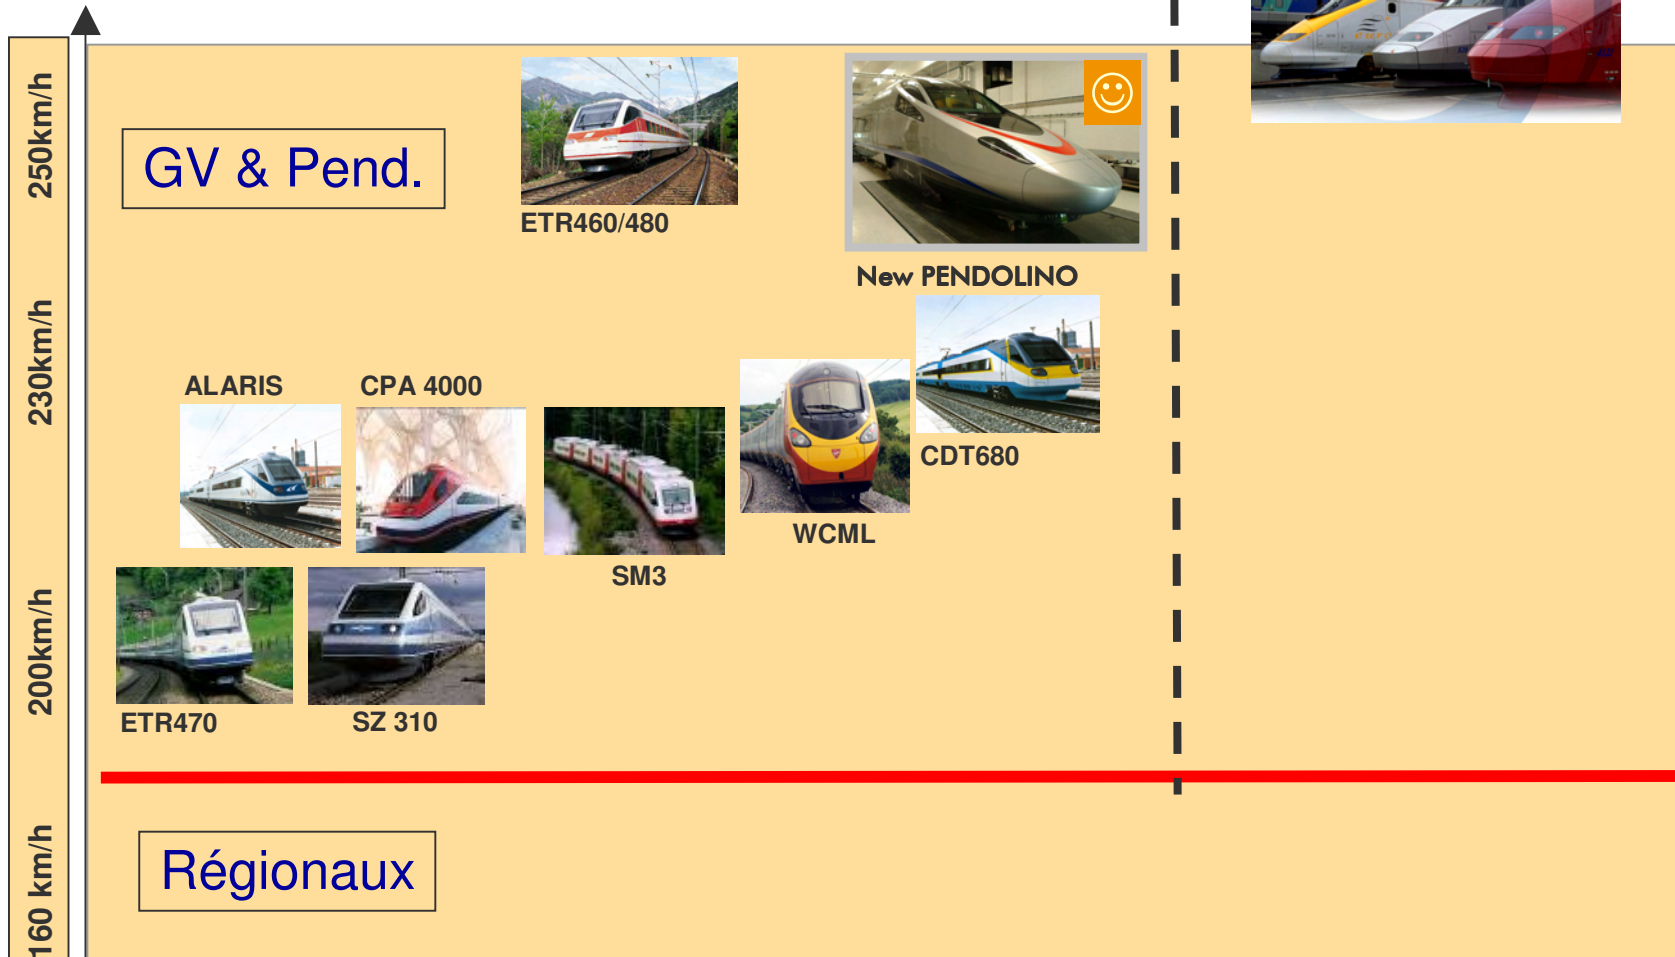 250km/h
230km/h
200km/h
160 km/h
GV & Pend.
ETR460/480
New PENDOLINO
ALARIS
CPA 4000
SM3
WCML
CDT680
ETR470
SZ 310
Régionaux